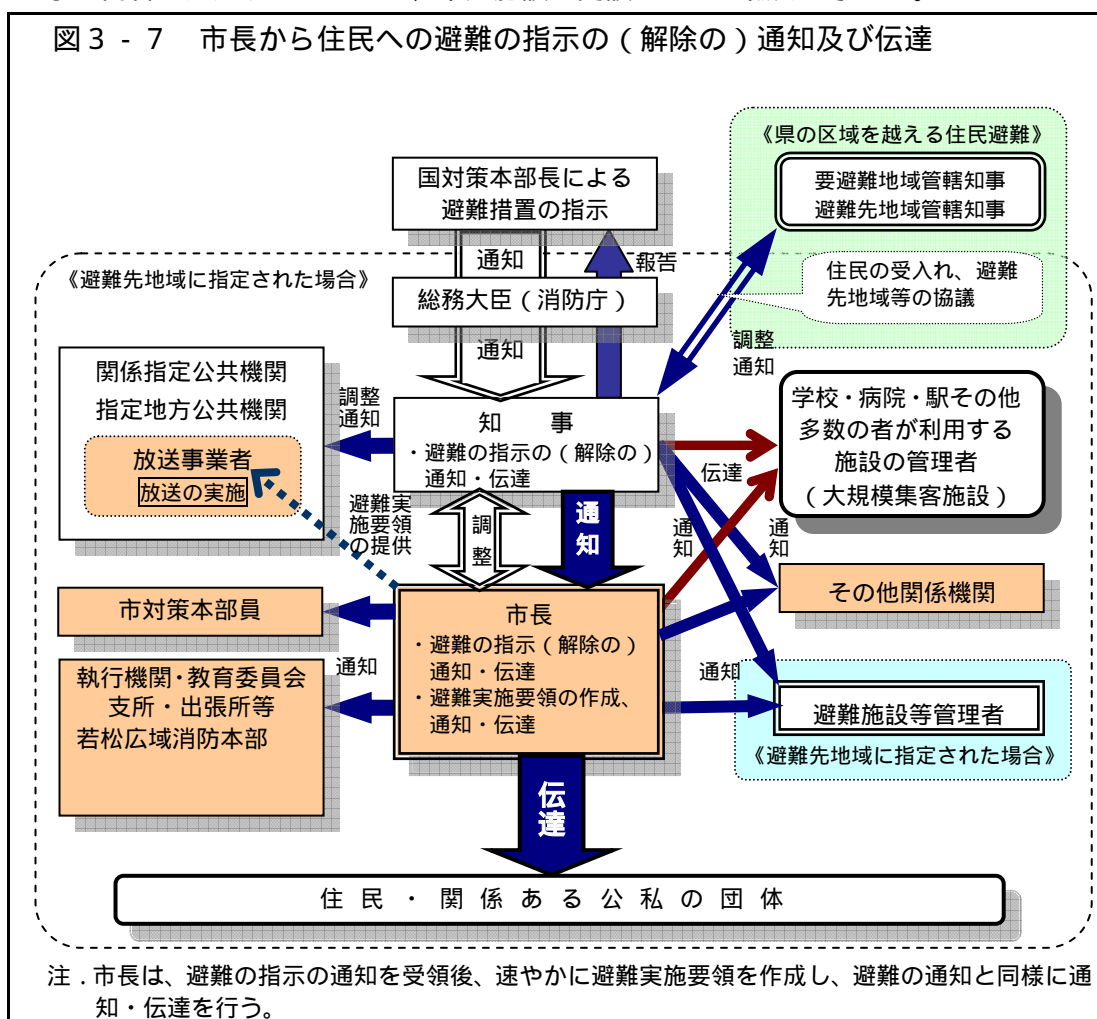 図3-7 市長から住民への避難の指示の(解除の)通知及び伝達
《県の区域を越える住民避難》
要避難地域管轄知事
避難先地域管轄知事
住民の受入れ、避難
先地域等の協議
国対策本部長による
避難措置の指示
通知
報告
《避難先地域に指定された場合》
総務大臣(消防庁)
通知
調整
通知
関係指定公共機関
指定地方公共機関
放送事業者
放送の実施
調整
通知
知 事
・避難の指示の(解除の)
通知・伝達
学校・病院・駅その他
多数の者が利用する
施設の管理者
(大規模集客施設)
伝達
避難実
施要領
の提供
調整
通知
通知
通知
市対策本部員
市長
・避難の指示(解除の)
通知・伝達
・避難実施要領の作成、
通知・伝達
その他関係機関
執行機関・教育委員会
支所・出張所等
若松広域消防本部
通知
通知
避難施設等管理者
《避難先地域に指定された場合》
伝達
住民・関係ある公私の団体
注.市長は、避難の指示の通知を受領後、速やかに避難実施要領を作成し、避難の通知と同様に通
知・伝達を行う。